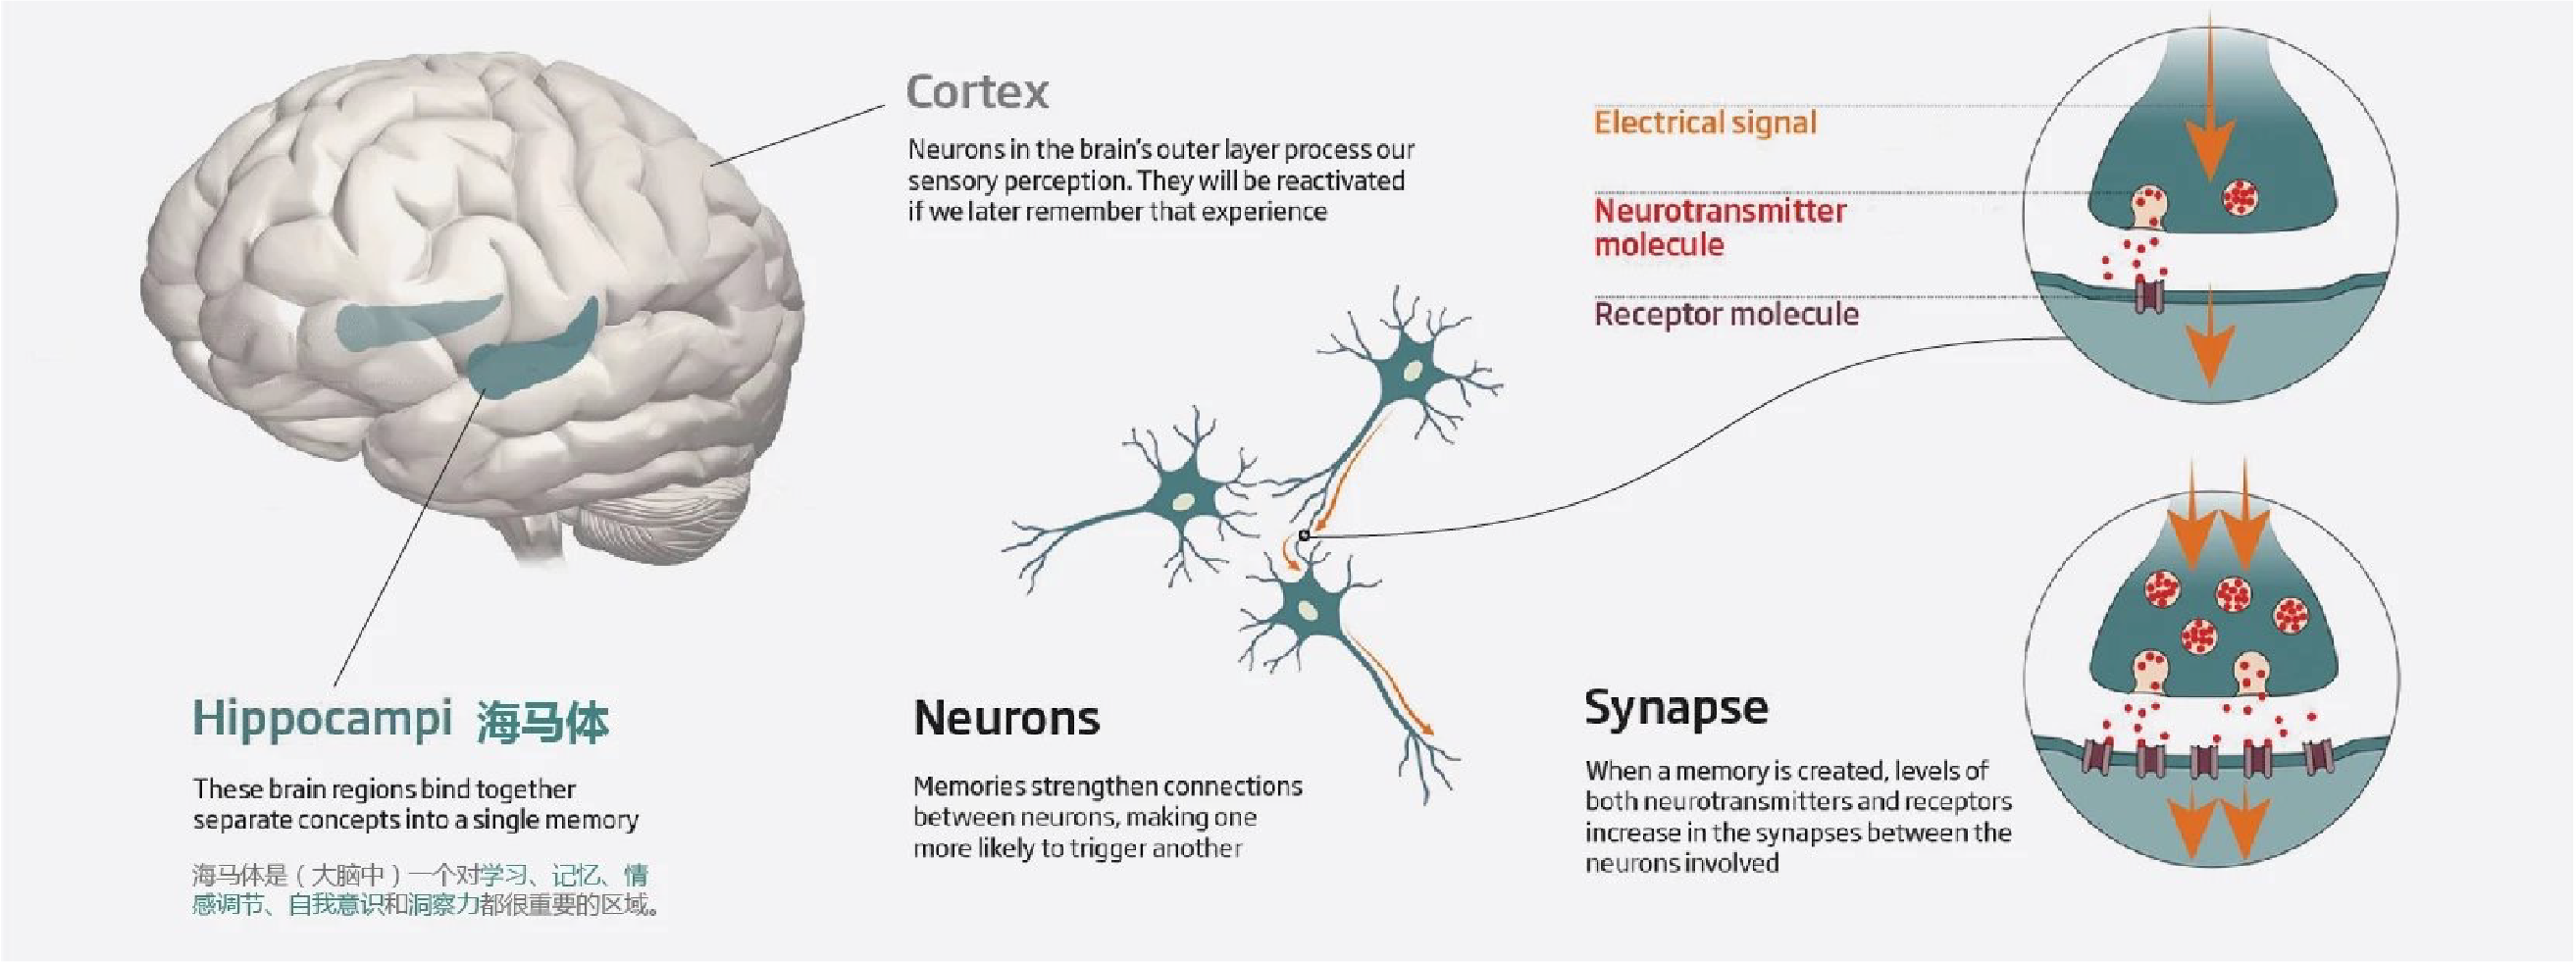 Cortex
Neurons in the brain's outer layer process our
sensory perception. They will be reactivated
if we later remember that experience
Electrical signal
Neurotransmitter
molecule
Receptor molecule
Hippocampi 海马体
These brain regions bind together
separate concepts into a single memory
海马体是（大脑中）一个对学习、记忆、情
感调节、自我意识和洞察力都很重要的区域。
Neurons
Memories strengthen connections
between neurons, making one
more likely to trigger another
Synapse
When a memory is created, levels of
both neurotransmitters and receptors
increase in the synapses between the
neurons involved